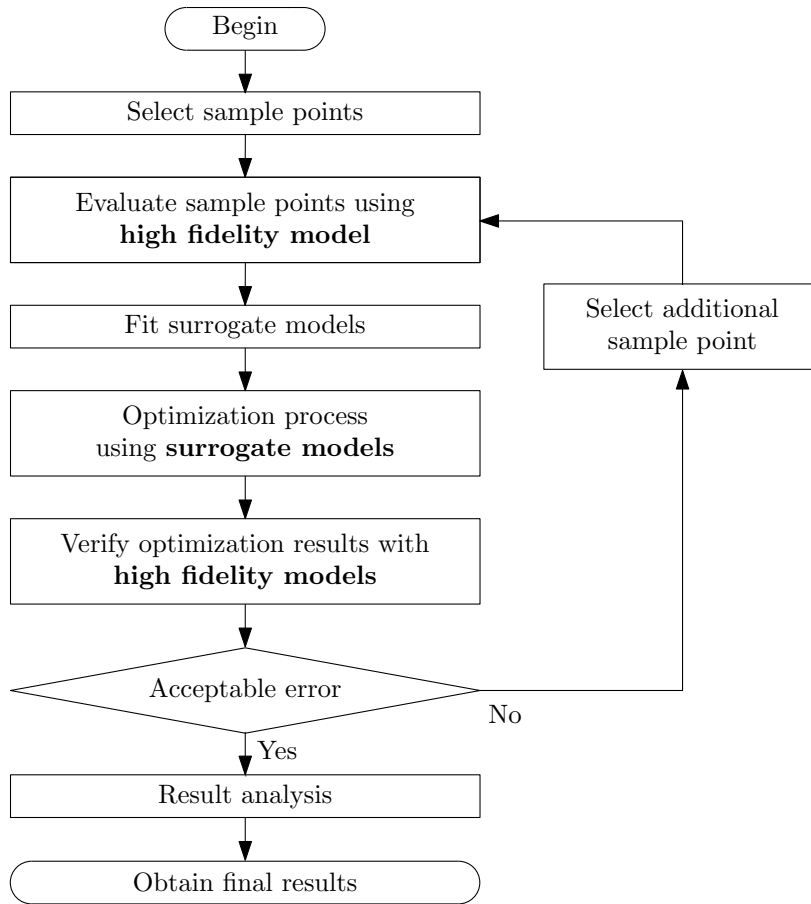 Begin
Select sample points
Evaluate sample points using
high fidelity model
Fit surrogate models
Optimization process
using surrogate models
Verify optimization results with
high fidelity models
Acceptable error
No
Yes
Result analysis
Obtain final results
Select additional
sample point